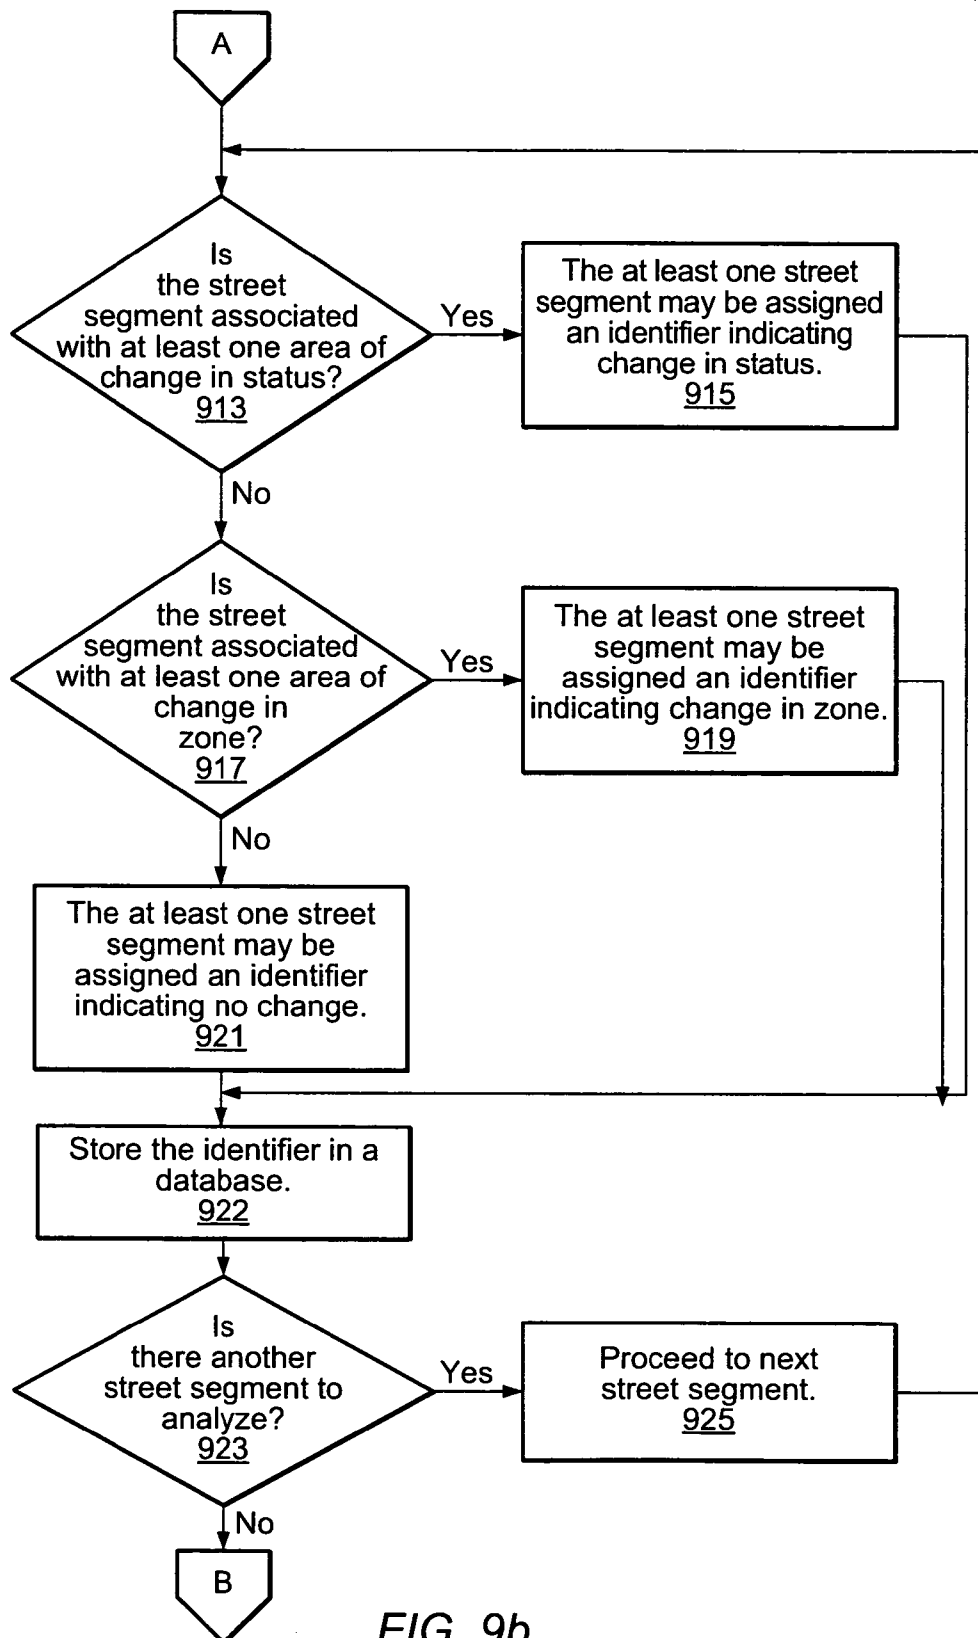 A
Is
the street
segment associated
with at least one area of
change in status?
913
Yes
The at least one street
segment may be assigned
an identifier indicating
change in status.
915
No
Is
the street
segment associated
with at least one area of
change in
zone?
917
Yes
The at least one street
segment may be
assigned an identifier
indicating change in zone.
919
No
The at least one street
segment may be
assigned an identifier
indicating no change.
921
Store the identifier in a
database.
922
Is
there another
street segment to
analyze?
923
Yes
Proceed to next
street segment.
925
No
B
FIG. 9b